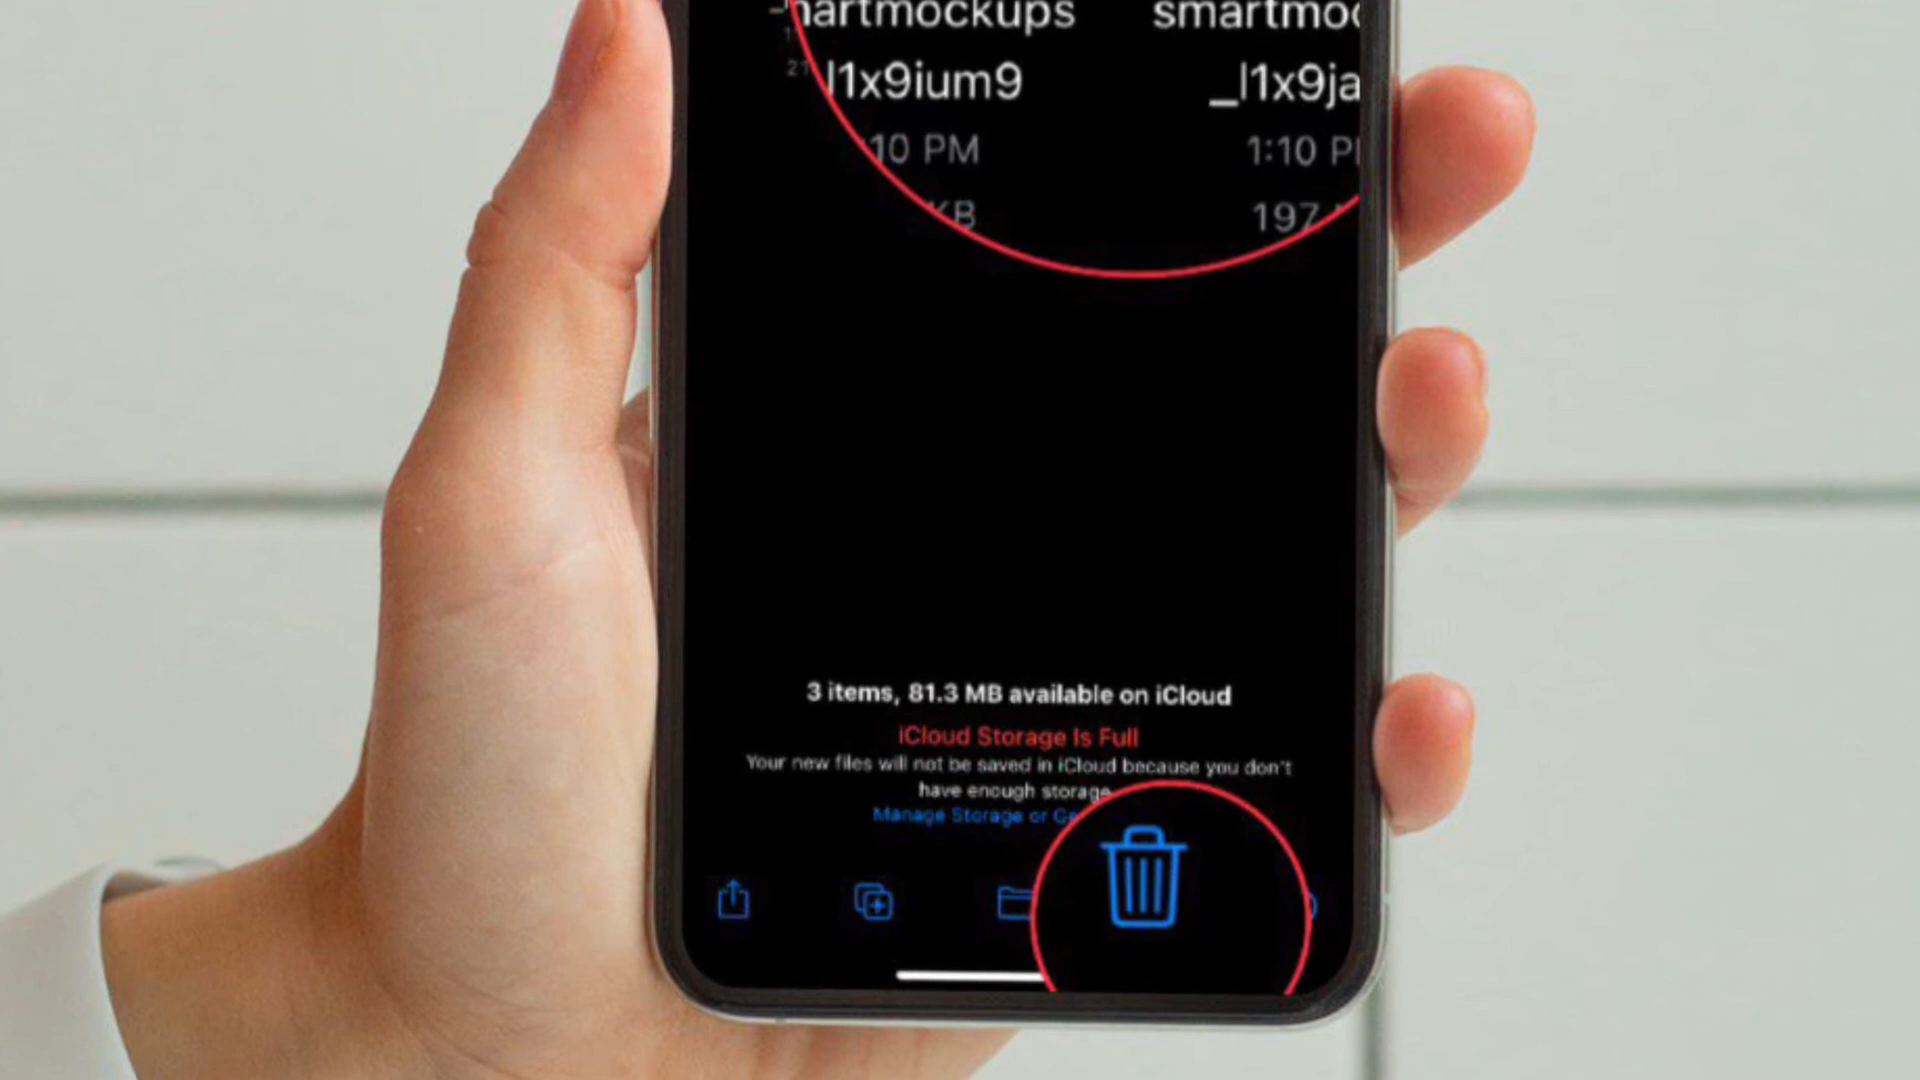 martmockups smartmo
l1x9ium9 _l1x9ja
10 PM 1:10 P
KB 197
3 items, 81.3 MB available on iCloud
iCloud Storage Is Full
Your new files will not be saved in iCloud because you don't
have enough storage
Manage Storage or